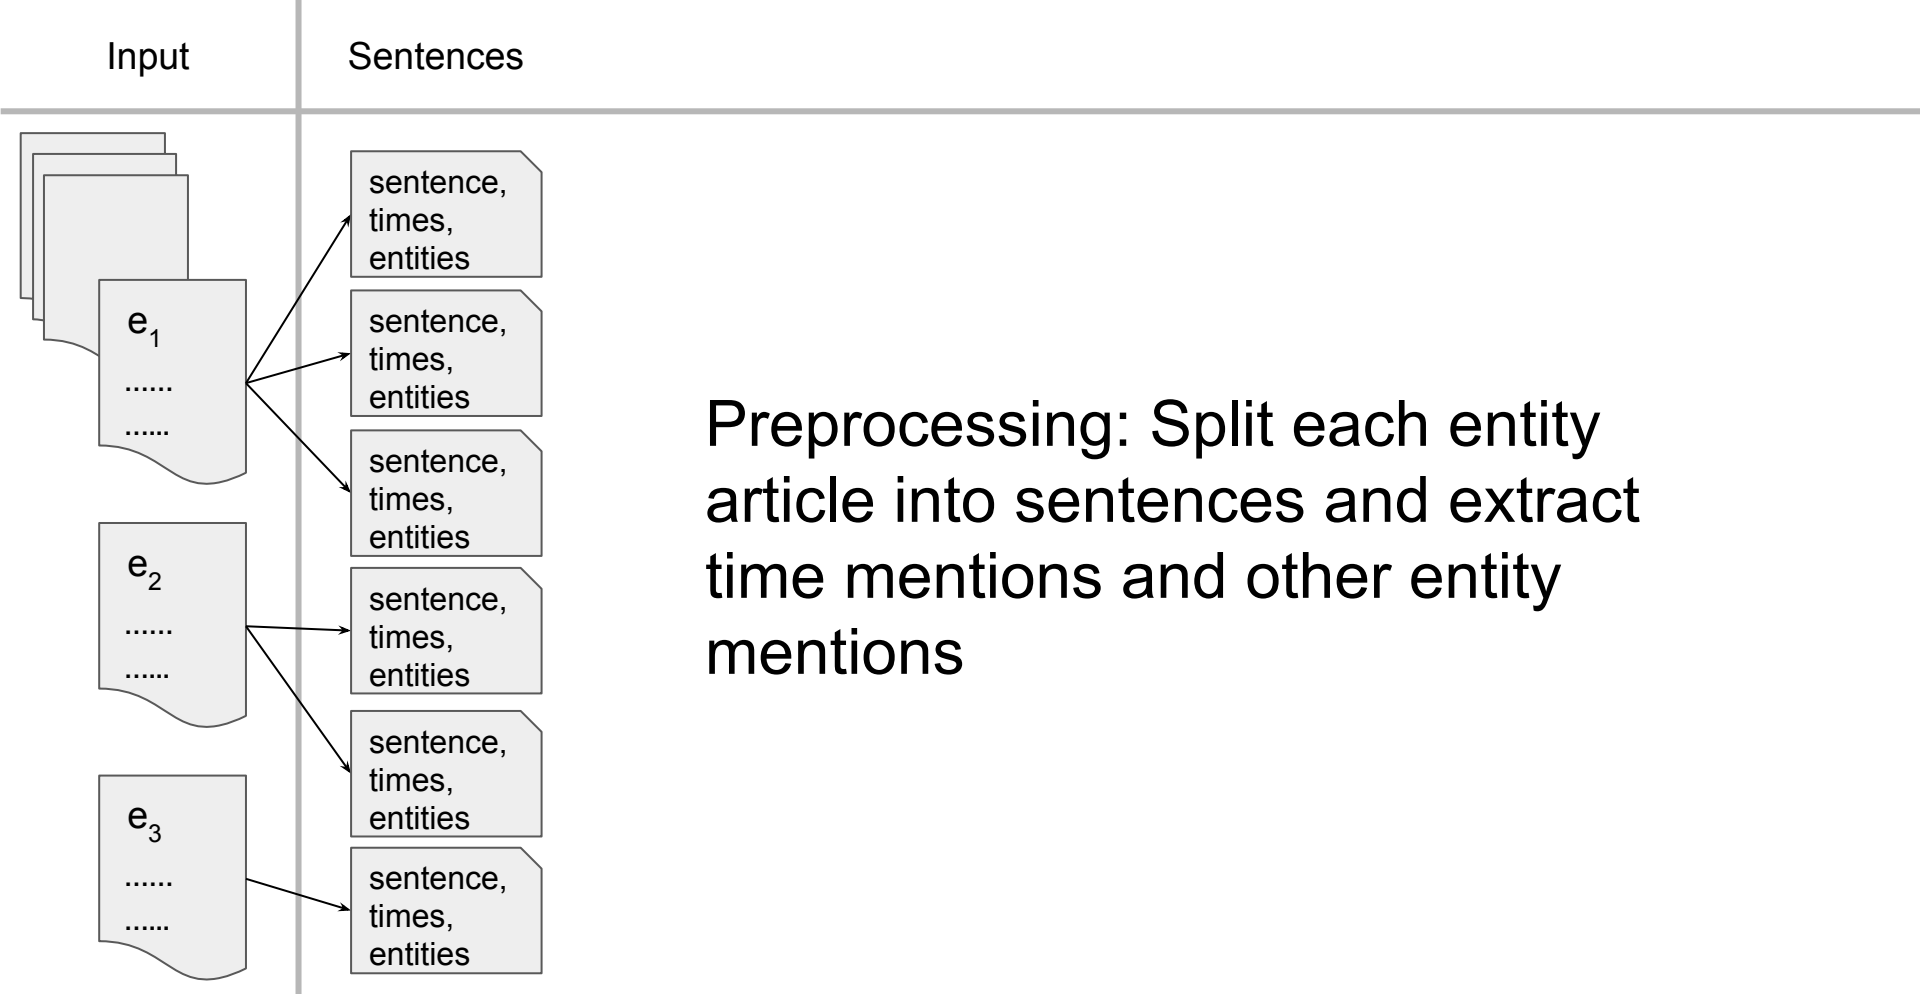 Input
Sentences
e₁
......
......
e₂
......
......
e₃
......
......
sentence,
times,
entities
sentence,
times,
entities
sentence,
times,
entities
sentence,
times,
entities
sentence,
times,
entities
sentence,
times,
entities
Preprocessing: Split each entity
article into sentences and extract
time mentions and other entity
mentions